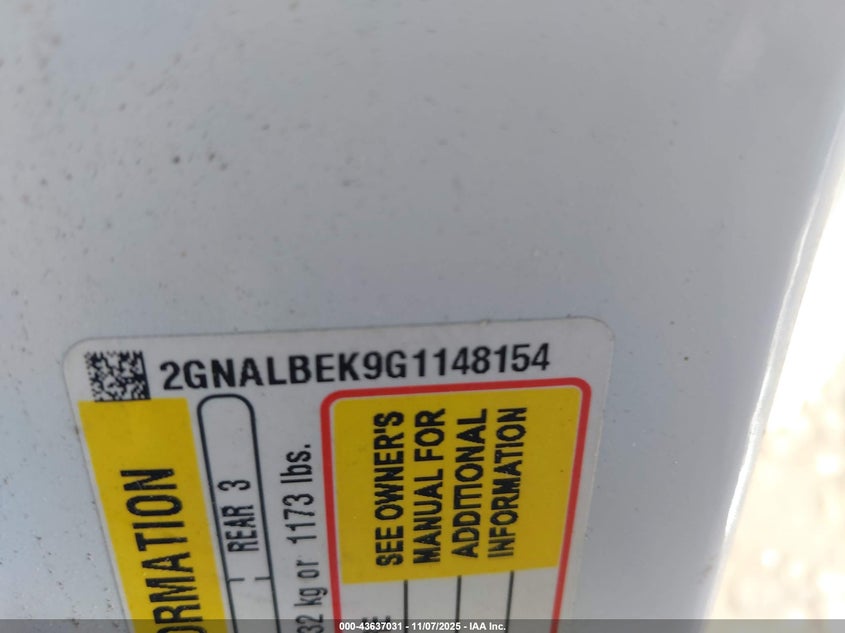 2GNALBEK9G1148154
SEE OWNER'S
MANUAL FOR
ADDITIONAL
INFORMATION
REAR 3
32 kg or 1173 lbs.
ORMATION
000-43637031 - 11/07/2025 - IAA Inc.